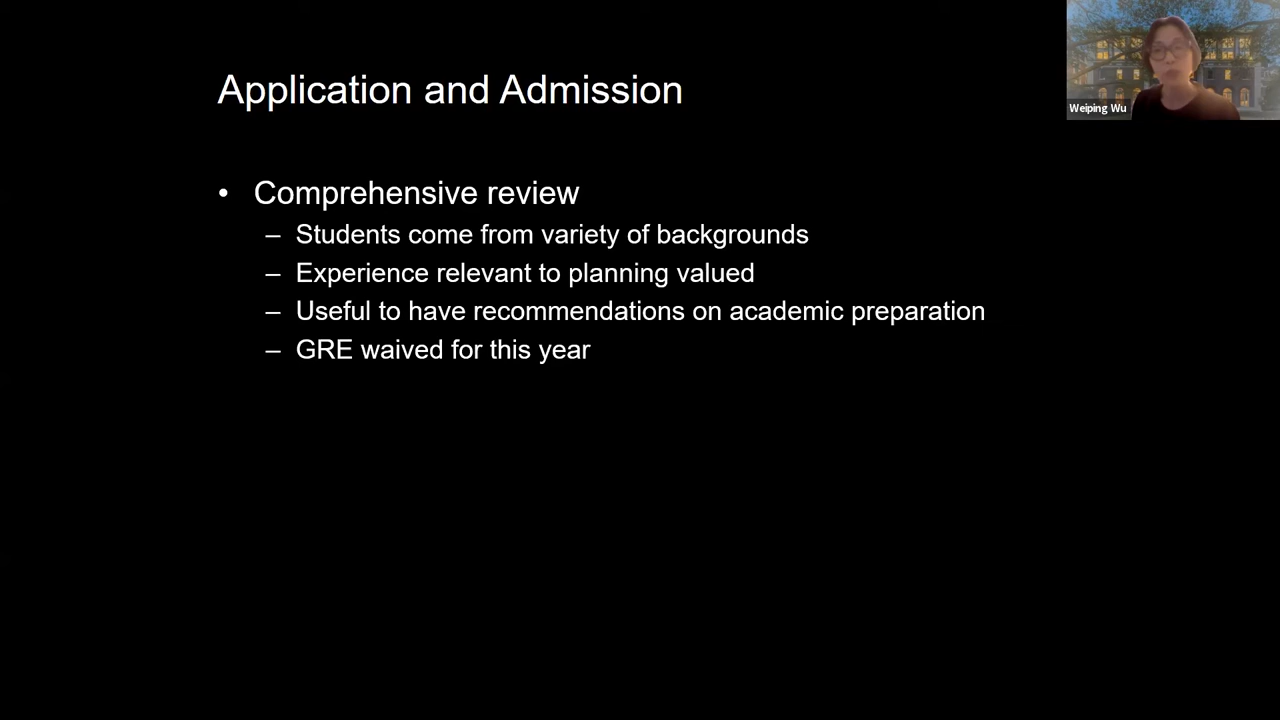 Application and Admission
Weiping Wu
• Comprehensive review
– Students come from variety of backgrounds
– Experience relevant to planning valued
– Useful to have recommendations on academic preparation
– GRE waived for this year